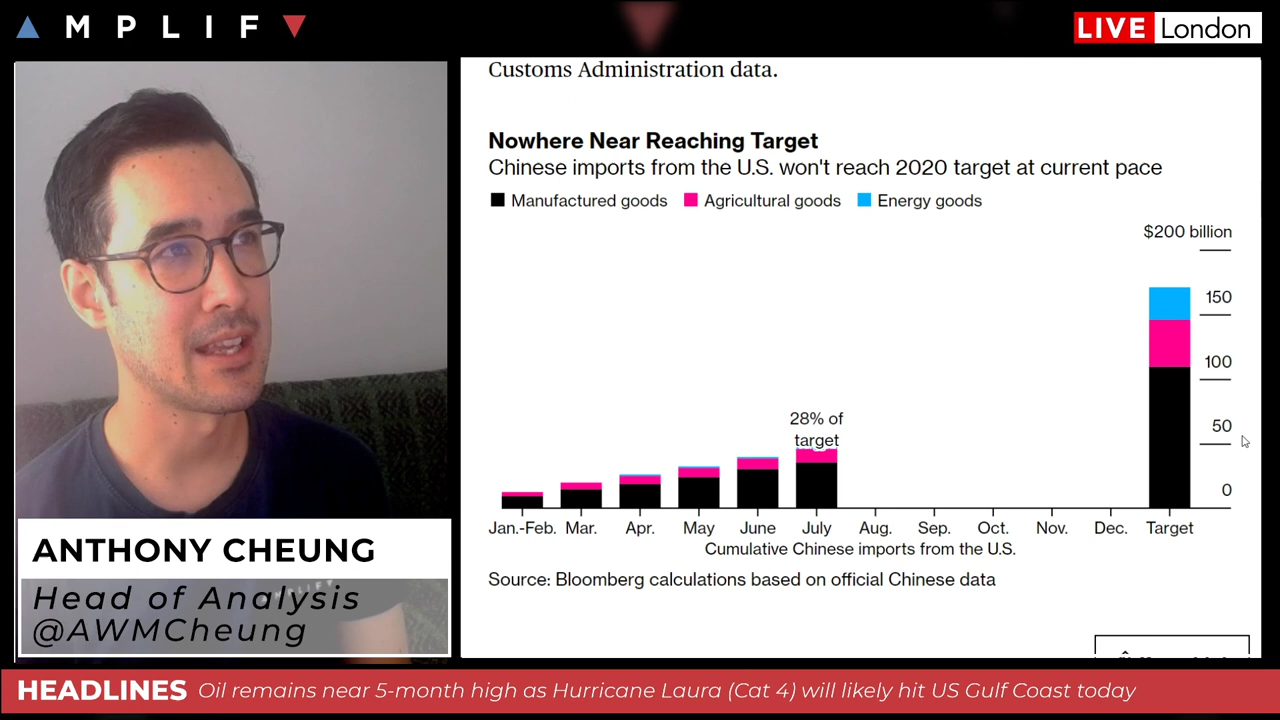 AMPLIFY
LIVE London
Customs Administration data.
Nowhere Near Reaching Target
Chinese imports from the U.S. won't reach 2020 target at current pace
Manufactured goods Agricultural goods Energy goods
$200 billion
150
100
50
0
28% of
target
Jan.-Feb. Mar. Apr. May June July Aug. Sep. Oct. Nov. Dec. Target
Cumulative Chinese imports from the U.S.
Source: Bloomberg calculations based on official Chinese data
ANTHONY CHEUNG
Head of Analysis
@AWMCheung
HEADLINES Oil remains near 5-month high as Hurricane Laura (Cat 4) will likely hit US Gulf Coast today